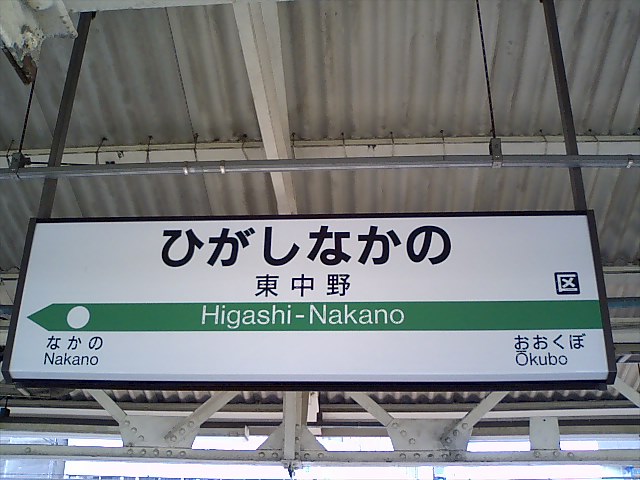 ひがしなかの
東中野
区
Higashi-Nakano
なかの
Nakano
おおくぼ
Ōkubo